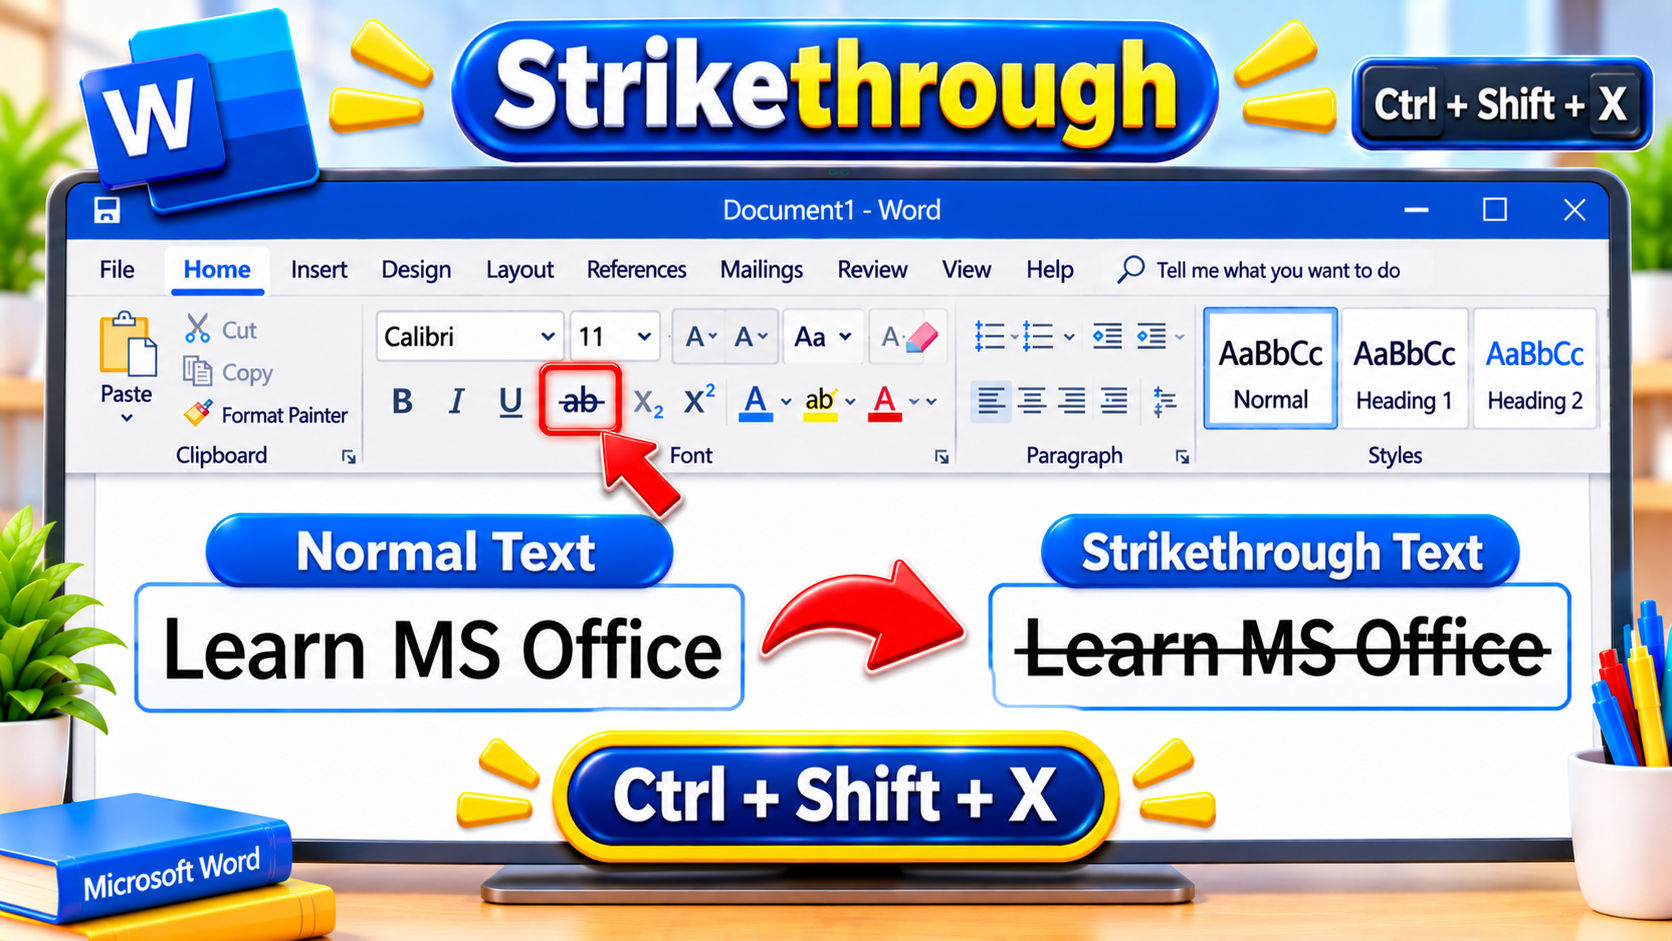 W
Strikethrough
Ctrl + Shift + X
Document1 - Word
File Home Insert Design Layout References Mailings Review View Help Tell me what you want to do
Paste
Cut
Copy
Format Painter
Clipboard
Calibri 11 A A Aa A
B I U ab X2 X2 A ab A
Font
Paragraph
AaBbCc AaBbCc AaBbCc
Normal Heading 1 Heading 2
Styles
Normal Text
Learn MS Office
Strikethrough Text
Learn MS Office
Ctrl + Shift + X
Microsoft Word